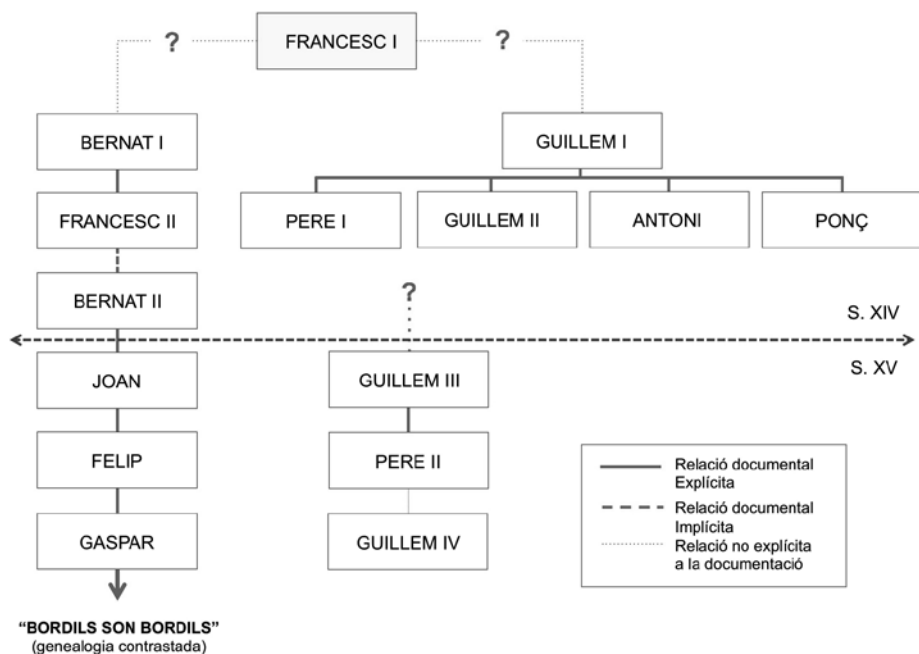 ? FRANCESC I ?
BERNAT I
GUILLEM I
FRANCESC II
PERE I
GUILLEM II
ANTONI
PONÇ
BERNAT II
?
S. XIV
S. XV
JOAN
GUILLEM III
FELIP
PERE II
GASPAR
GUILLEM IV
Relació documental
Explícita
Relació documental
Implícita
Relació no explícita
a la documentació
“BORDILS SON BORDILS”
(genealogia contrastada)